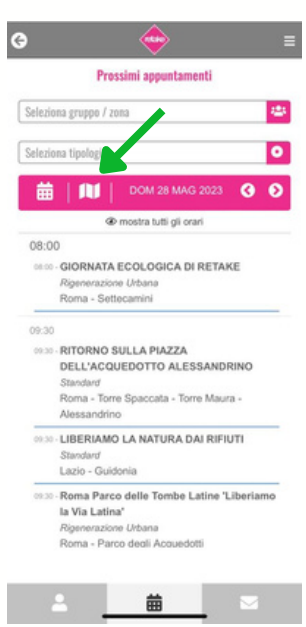 retake
Prossimi appuntamenti
Seleziona gruppo / zona
Seleziona tipolog
DOM 28 MAG 2023
mostra tutti gli orari
08:00
08:00 - GIORNATA ECOLOGICA DI RETAKE
Rigenerazione Urbana
Roma - Settecamini
09:30
09:30 - RITORNO SULLA PIAZZA
DELL'ACQUEDOTTO ALESSANDRINO
Standard
Roma - Torre Spaccata - Torre Maura -
Alessandrino
09:30 - LIBERIAMO LA NATURA DAI RIFIUTI
Standard
Lazio - Guidonia
09:30 - Roma Parco delle Tombe Latine 'Liberiamo
la Via Latina'
Rigenerazione Urbana
Roma - Parco degli Acquedotti